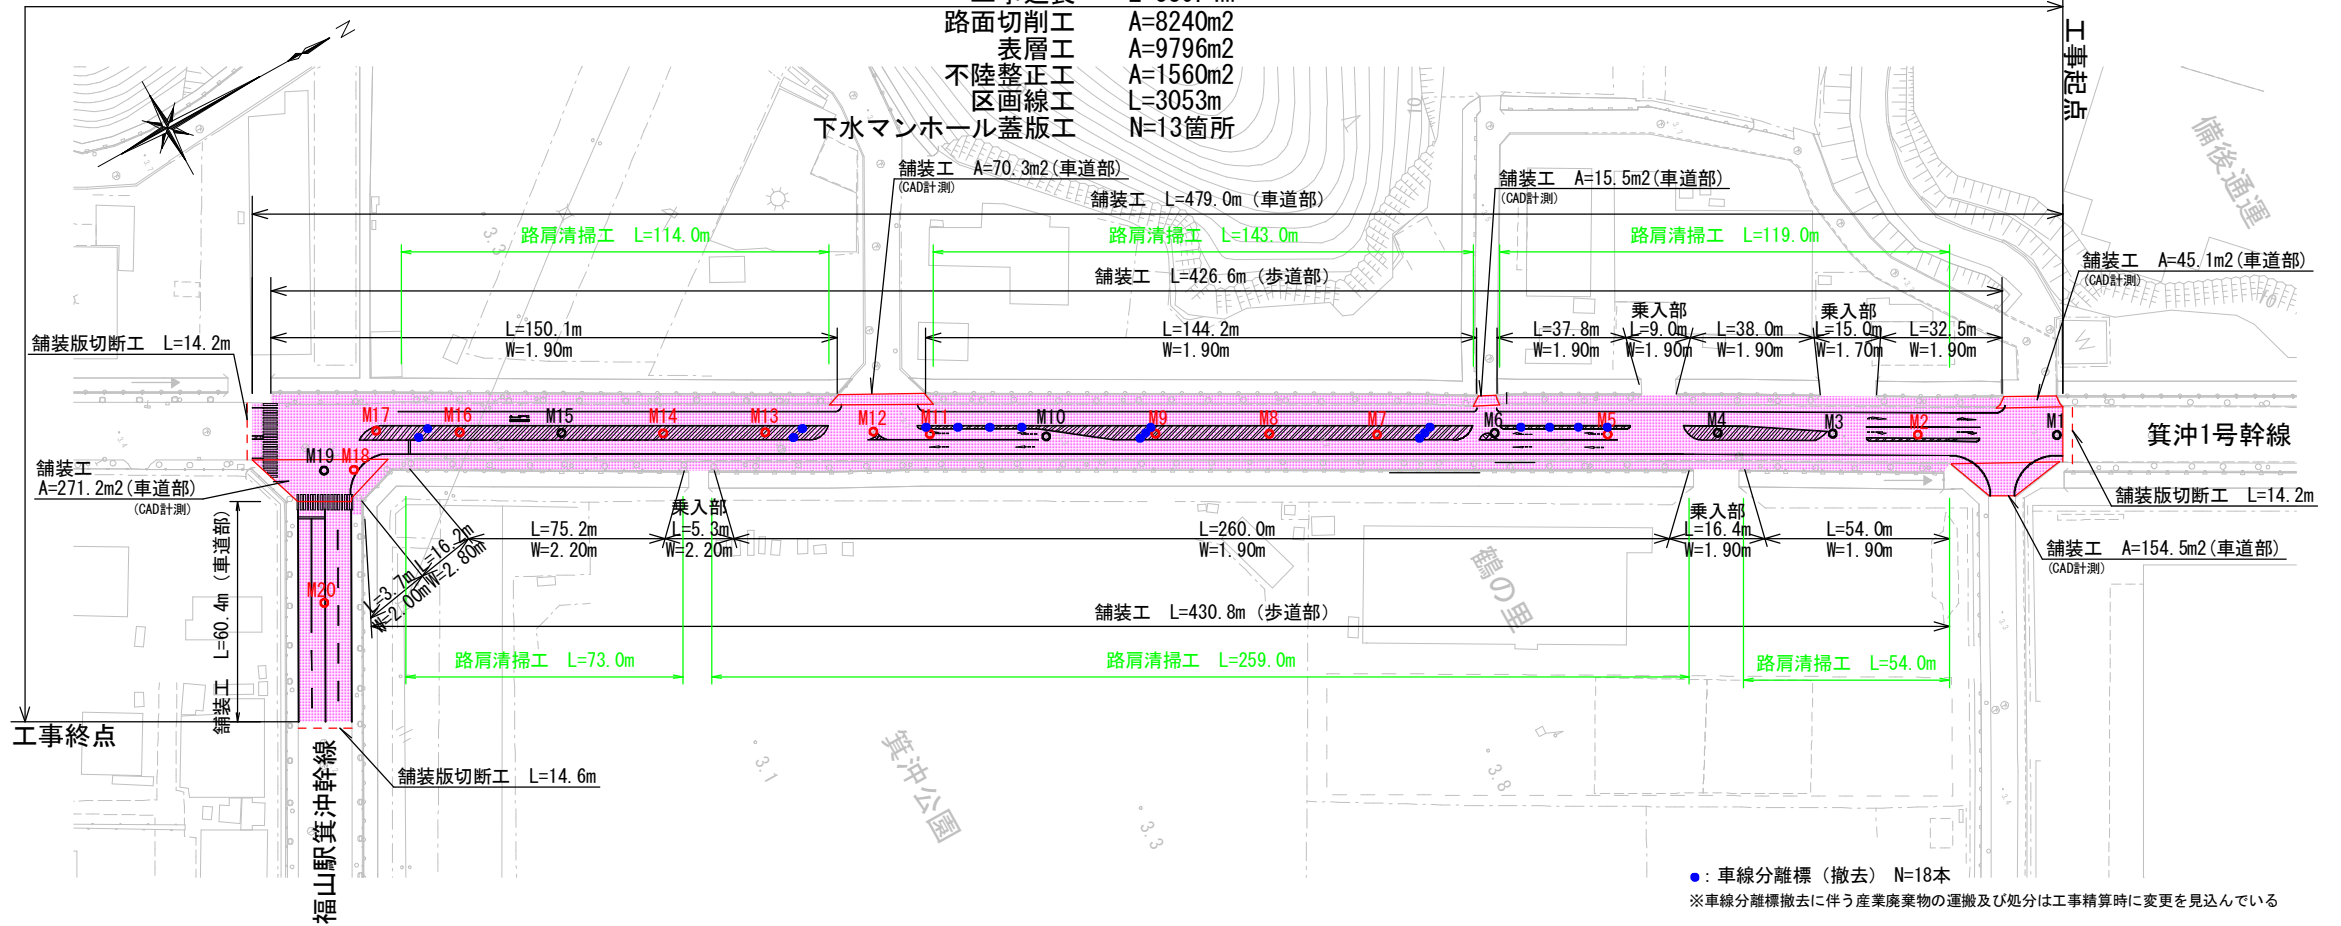 路面切削工 A=8240m2
表層工 A=9796m2
不陸整正工 A=1560m2
区画線工 L=3053m
下水マンホール蓋版工 N=13箇所
工事起点
N
備後通運
舗装工 A=70.3m2(車道部)
(CAD計測)
舗装工 A=15.5m2(車道部)
(CAD計測)
舗装工 L=479.0m (車道部)
路肩清掃工 L=114.0m
路肩清掃工 L=143.0m
路肩清掃工 L=119.0m
舗装工 A=45.1m2(車道部)
(CAD計測)
舗装工 L=426.6m (歩道部)
舗装版切断工 L=14.2m
L=150.1m
W=1.90m
L=144.2m
W=1.90m
L=37.8m
W=1.90m
乗入部
L=9.0m
W=1.90m
L=38.0m
W=1.90m
乗入部
L=15.0m
W=1.70m
L=32.5m
W=1.90m
10
10
3.3
M17
M16
M15
M14
M13
M12
M11
M10
M9
M8
M7
M6
M5
M4
M3
M2
M1
M19
M18
M20
箕沖1号幹線
舗装工
A=271.2m2(車道部)
(CAD計測)
舗装版切断工 L=14.2m
舗装工 L=60.4m (車道部)
L=3.7m
W=2.00m
L=16.2m
W=2.80m
L=75.2m
W=2.20m
乗入部
L=5.3m
W=2.20m
L=260.0m
W=1.90m
乗入部
L=16.4m
W=1.90m
L=54.0m
W=1.90m
舗装工 A=154.5m2(車道部)
(CAD計測)
鶴の里
舗装工 L=430.8m (歩道部)
路肩清掃工 L=73.0m
路肩清掃工 L=259.0m
路肩清掃工 L=54.0m
工事終点
福山駅箕沖幹線
舗装版切断工 L=14.6m
箕沖公園
3.1
3.3
3.8
●：車線分離標（撤去） N=18本
※車線分離標撤去に伴う産業廃棄物の運搬及び処分は工事精算時に変更を見込んでいる